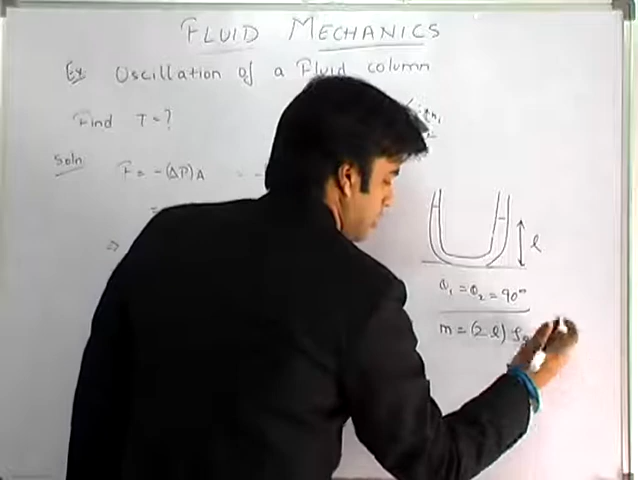 FLUID MECHANICS
Ex: Oscillation of a Fluid column
Find T = ?
Soln
F = -(ΔP)A = -
=
⇒
l
θ₁ = θ₂ = 90°
m = (2l) ρ